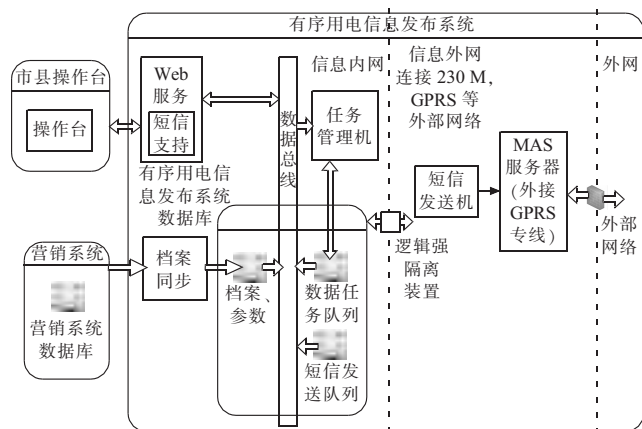 有序用电信息发布系统
市县操作台
操作台
Web
服务
短信
支持
有序用电信
息发布系统
数据库
数据总线
信息内网
任务
管理机
信息外网
连接 230 M,
GPRS 等
外部网络
外网
短信
发送机
MAS
服务器
(外接
GPRS
专线)
外部
网络
逻辑强
隔离
装置
营销系统
营销系统
数据库
档案
同步
档案、
参数
数据任
务队列
短信发
送队列